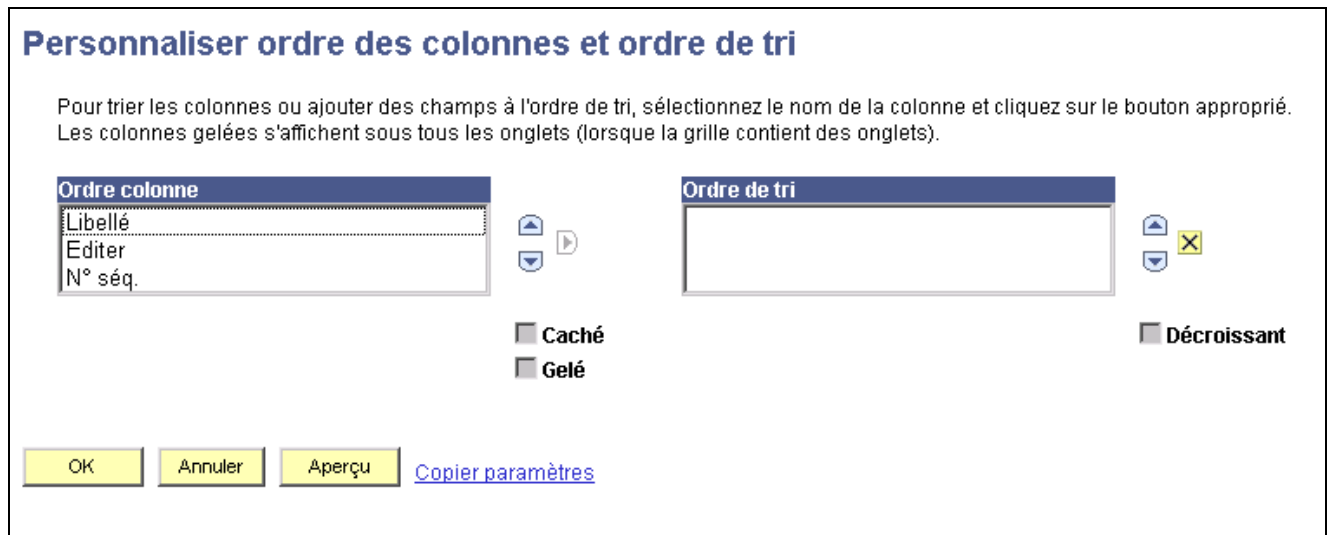 Personnaliser ordre des colonnes et ordre de tri
Pour trier les colonnes ou ajouter des champs à l'ordre de tri, sélectionnez le nom de la colonne et cliquez sur le bouton approprié.
Les colonnes gelées s'affichent sous tous les onglets (lorsque la grille contient des onglets).
Ordre colonne
Libellé
Editer
N° séq.
Caché
Gelé
Ordre de tri
Décroissant
OK Annuler Aperçu Copier paramètres